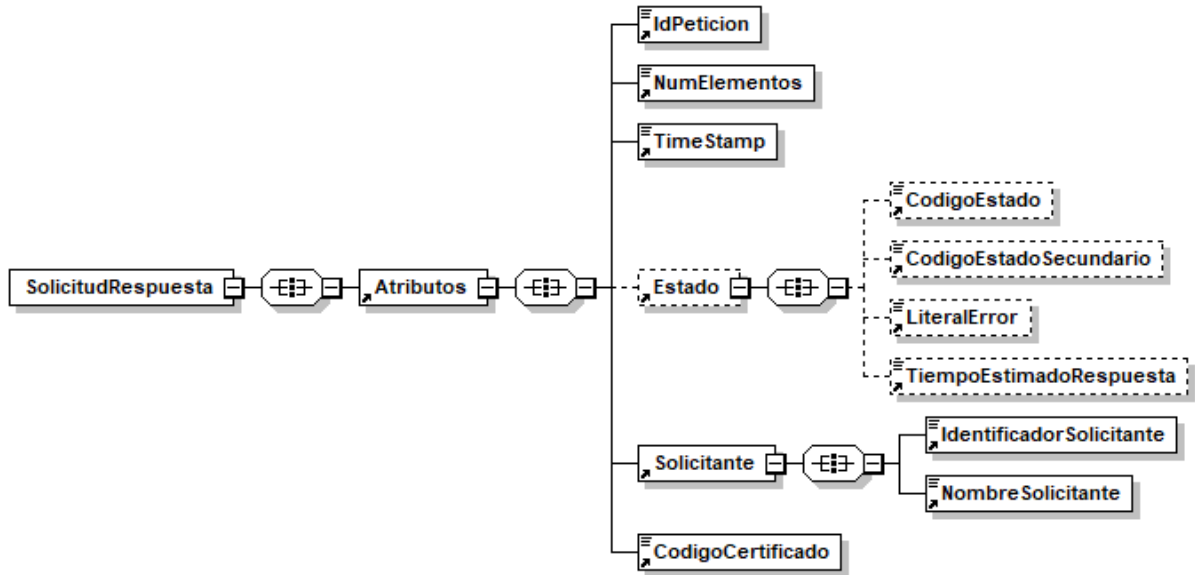 IdPeticion
NumElementos
TimeStamp
CodigoEstado
CodigoEstadoSecundario
SolicitudRespuesta
Atributos
Estado
LiteralError
TiempoEstimadoRespuesta
Solicitante
IdentificadorSolicitante
NombreSolicitante
CodigoCertificado